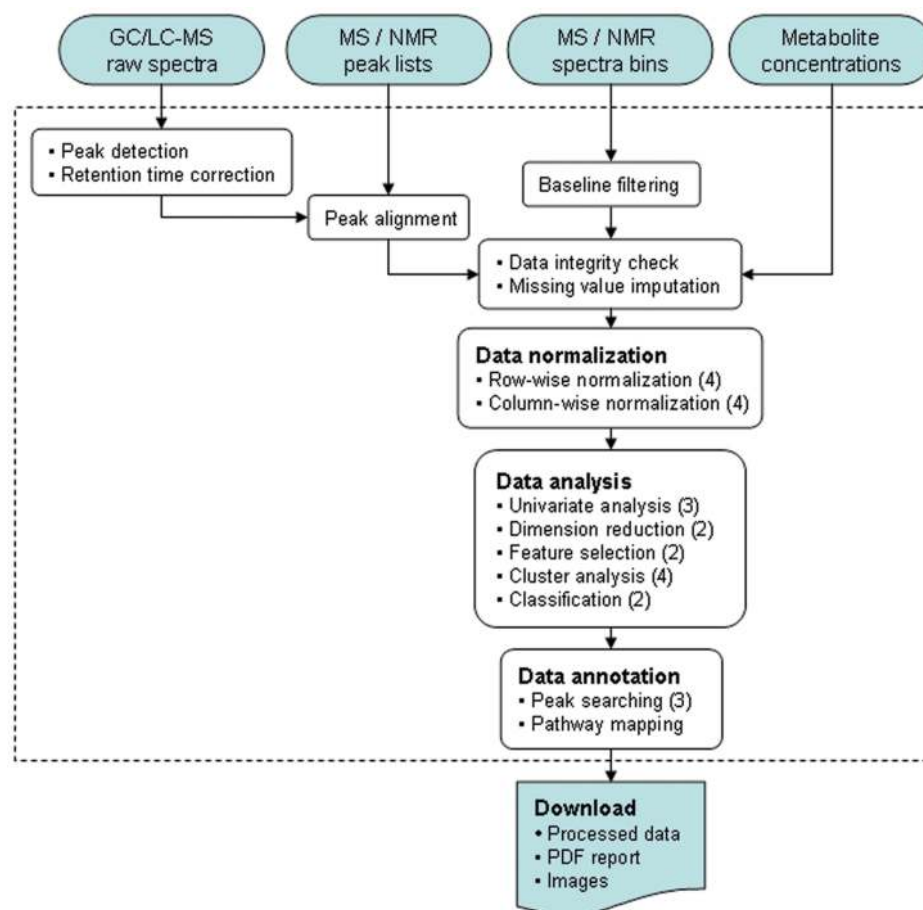 GC/LC-MS
raw spectra
MS / NMR
peak lists
MS / NMR
spectra bins
Metabolite
concentrations
▪ Peak detection
▪ Retention time correction
Baseline filtering
Peak alignment
▪ Data integrity check
▪ Missing value imputation
Data normalization
▪ Row-wise normalization (4)
▪ Column-wise normalization (4)
Data analysis
▪ Univariate analysis (3)
▪ Dimension reduction (2)
▪ Feature selection (2)
▪ Cluster analysis (4)
▪ Classification (2)
Data annotation
▪ Peak searching (3)
▪ Pathway mapping
Download
• Processed data
• PDF report
• Images